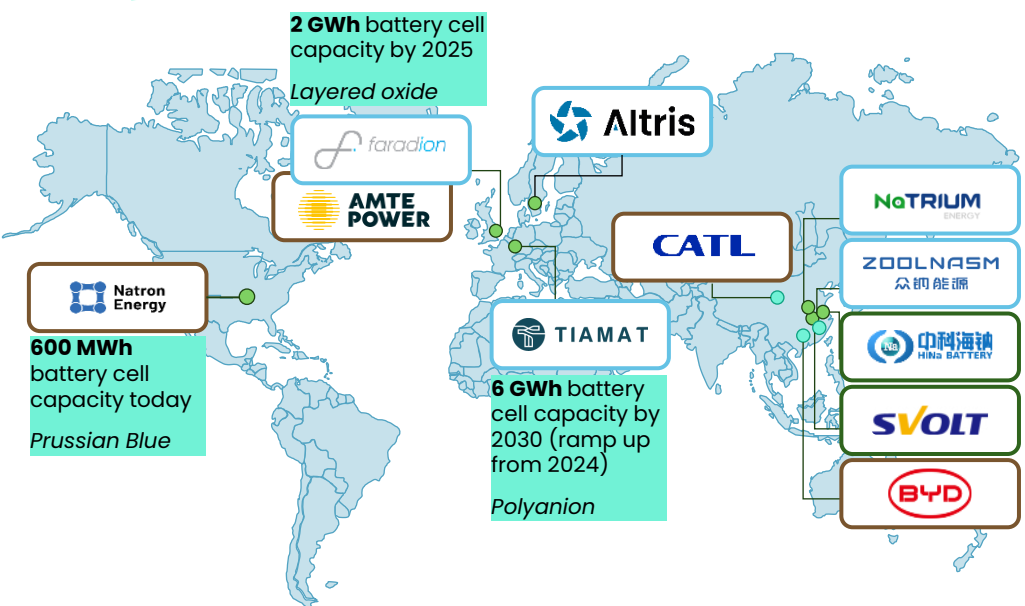 2 GWh battery cell
capacity by 2025
Layered oxide
faradion
AMTE
POWER
Altris
NaTRIUM
ENERGY
CATL
ZOOLNASM
众钠能源
Natron
Energy
TIAMAT
Na
中科海钠
HiNa BATTERY
600 MWh
battery cell
capacity today
Prussian Blue
6 GWh battery
cell capacity by
2030 (ramp up
from 2024)
Polyanion
SVOLT
BYD